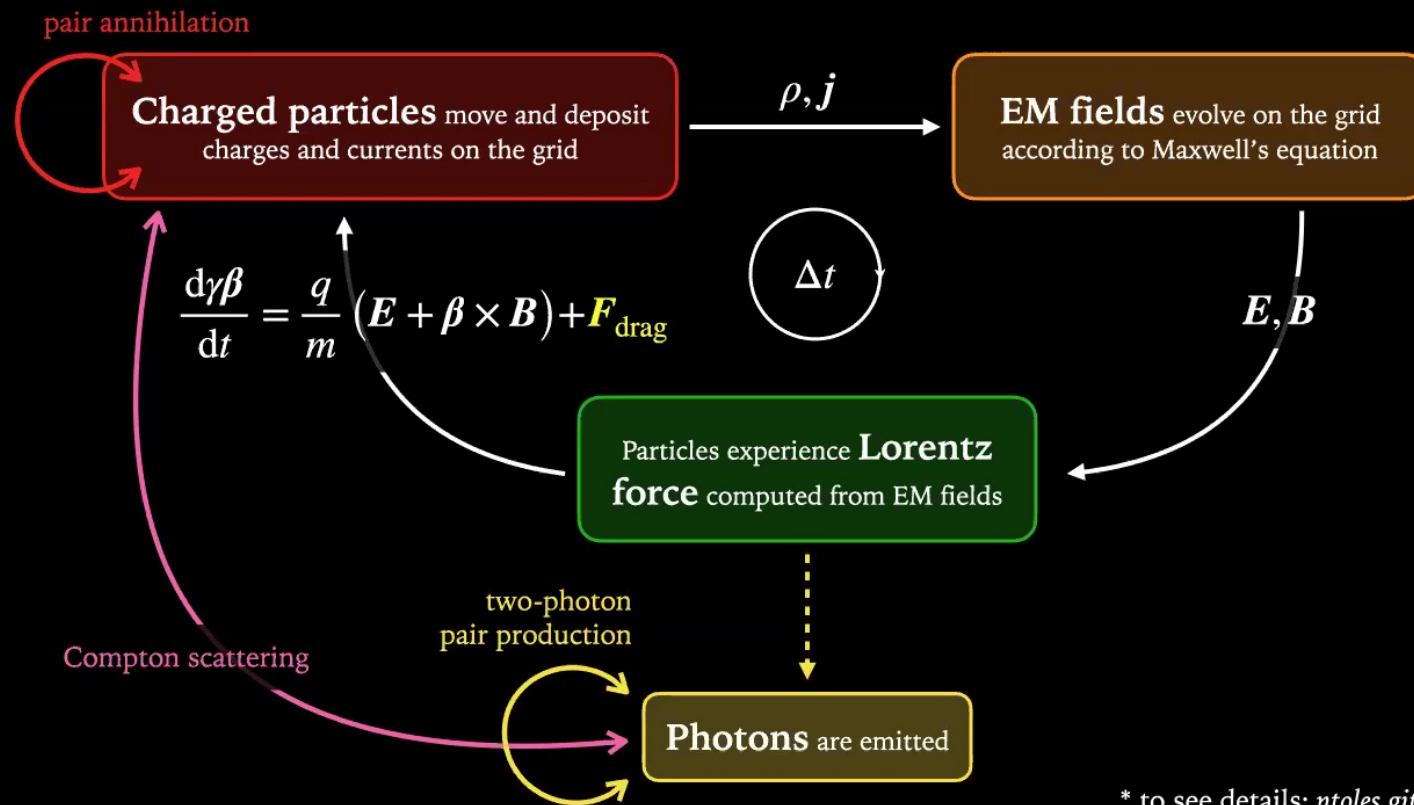 pair annihilation
Charged particles move and deposit
charges and currents on the grid
ρ, j
EM fields evolve on the grid
according to Maxwell's equation
dγβ/dt = q/m (E + β × B) + F_drag
Δt
E, B
Particles experience Lorentz
force computed from EM fields
two-photon
pair production
Compton scattering
Photons are emitted
* to see details: